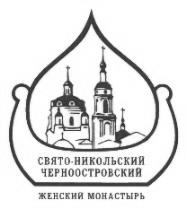 СВЯТО-НИКОЛЬСКИЙ
ЧЕРНООСТРОВСКИЙ
ЖЕНСКИЙ МОНАСТЫРЬ